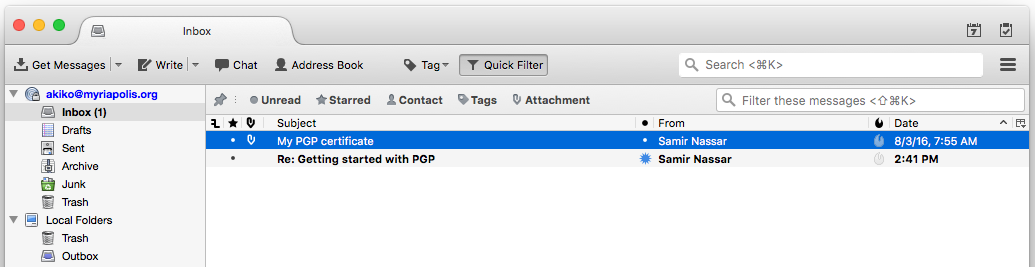 Inbox
7
Get Messages Write Chat Address Book Tag Quick Filter Search <⌘K>
akiko@myriapolis.org
Inbox (1)
Drafts
Sent
Archive
Junk
Trash
Local Folders
Trash
Outbox
Unread Starred Contact Tags Attachment Filter these messages <⇧⌘K>
Subject From Date
My PGP certificate Samir Nassar 8/3/16, 7:55 AM
Re: Getting started with PGP Samir Nassar 2:41 PM